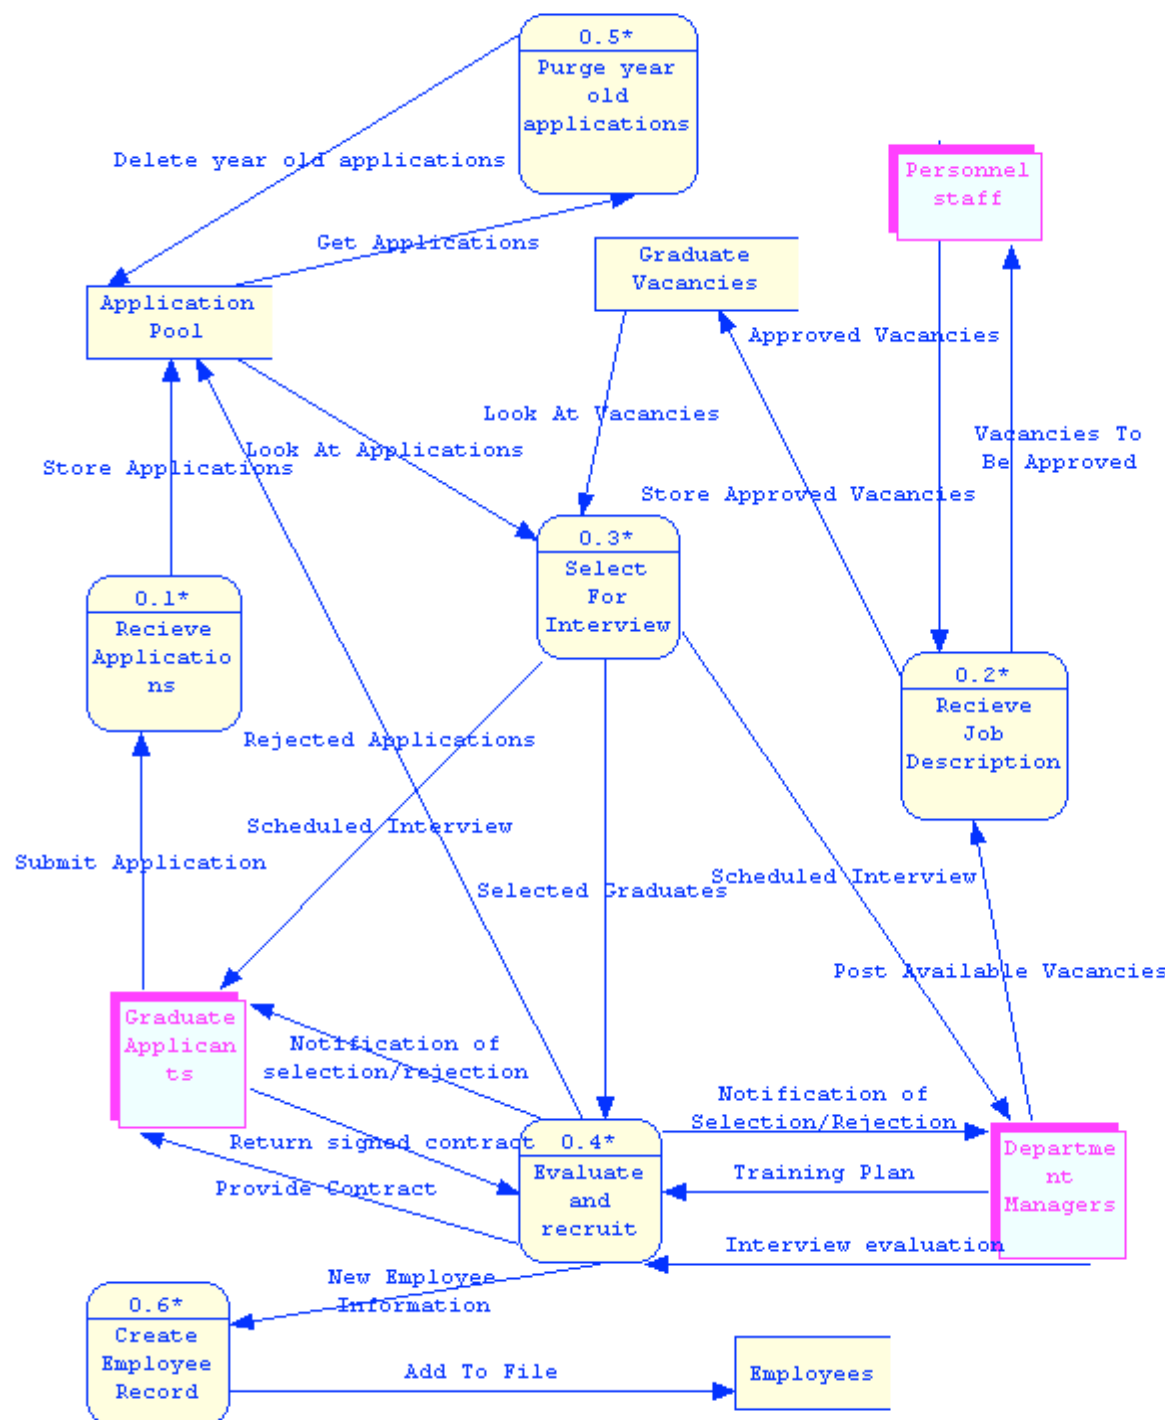 0.5*
Purge year
old
applications
Delete year old applications
Personnel
staff
Get Applications
Graduate
Vacancies
Application
Pool
Approved Vacancies
Look At Vacancies
Vacancies To
Be Approved
Look At Applications
Store Applications
Store Approved Vacancies
0.3*
Select
For
Interview
0.1*
Recieve
Applicatio
ns
0.2*
Recieve
Job
Description
Rejected Applications
Scheduled Interview
Submit Application
Selected Graduates
Scheduled Interview
Post Available Vacancies
Graduate
Applican
ts
Notification of
selection/rejection
Notification of
Selection/Rejection
Return signed contract
0.4*
Evaluate
and
recruit
Departme
nt
Managers
Training Plan
Provide Contract
Interview evaluation
New Employee
Information
0.6*
Create
Employee
Record
Add To File
Employees